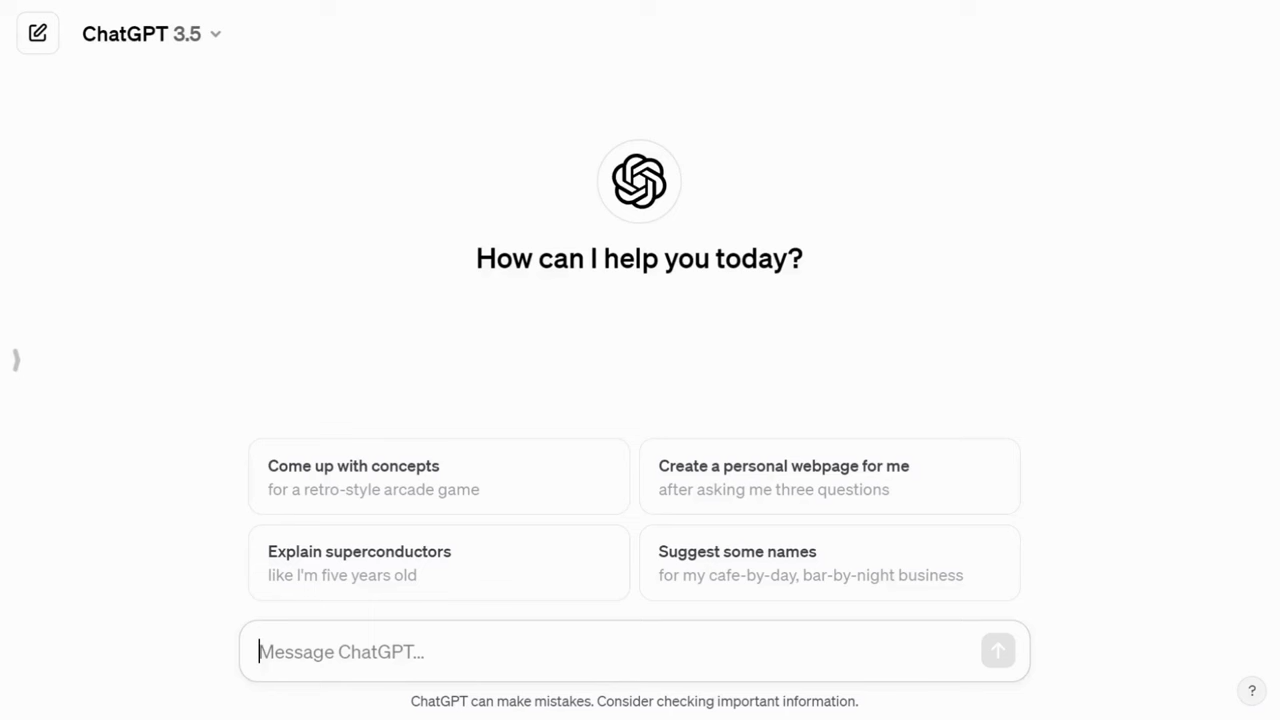 ChatGPT 3.5
How can I help you today?
Come up with concepts
for a retro-style arcade game
Create a personal webpage for me
after asking me three questions
Explain superconductors
like I'm five years old
Suggest some names
for my cafe-by-day, bar-by-night business
Message ChatGPT...
ChatGPT can make mistakes. Consider checking important information.
?